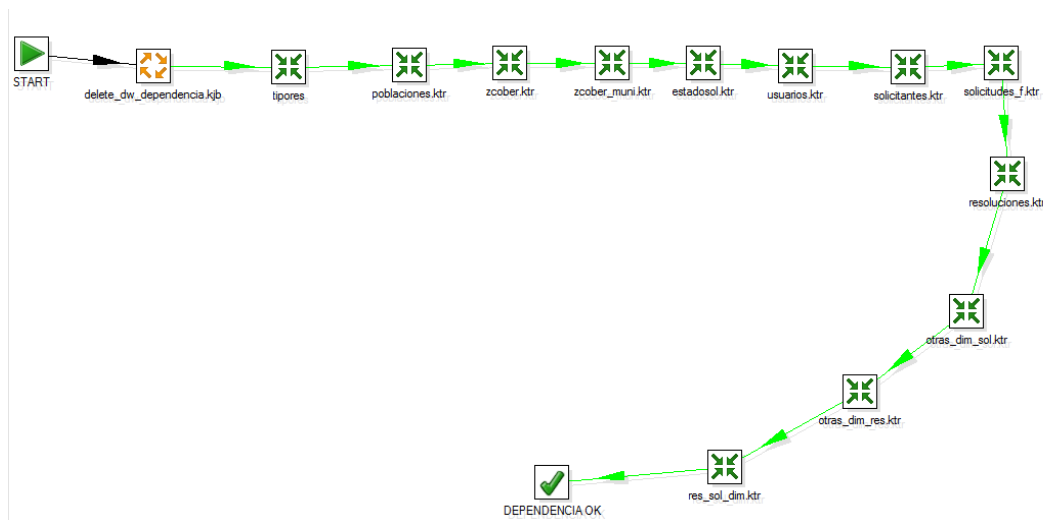 START
delete_dw_dependencia.kjb
tipores
poblaciones.ktr
zcober.ktr
zcober_muni.ktr
estadosol.ktr
usuarios.ktr
solicitantes.ktr
solicitudes_f.ktr
resoluciones.ktr
otras_dim_sol.ktr
otras_dim_res.ktr
res_sol_dim.ktr
DEPENDENCIA OK